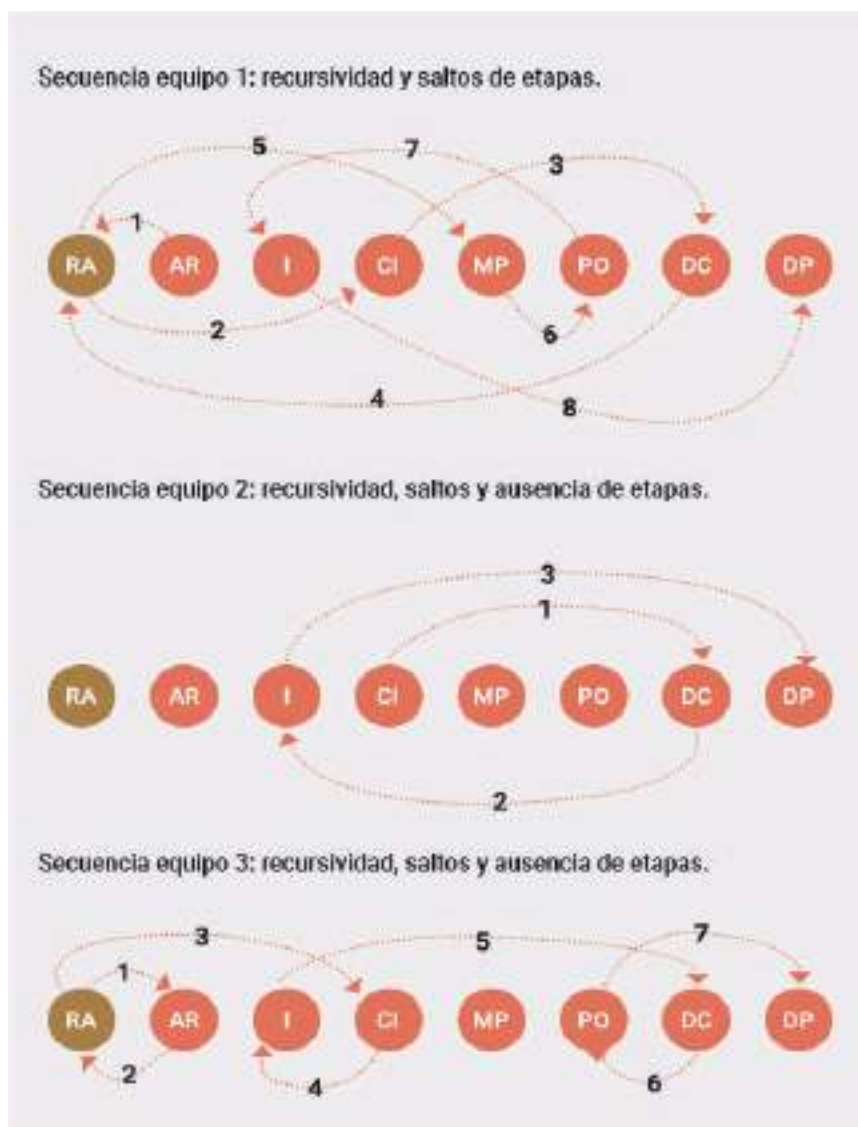 Secuencia equipo 1: recursividad y saltos de etapas.
5 7 3
1
RA AR I CI MP PO DC DP
2 6
4 8
Secuencia equipo 2: recursividad, saltos y ausencia de etapas.
3
1
RA AR I CI MP PO DC DP
2
Secuencia equipo 3: recursividad, saltos y ausencia de etapas.
3 5 7
1
RA AR I CI MP PO DC DP
2 4 6